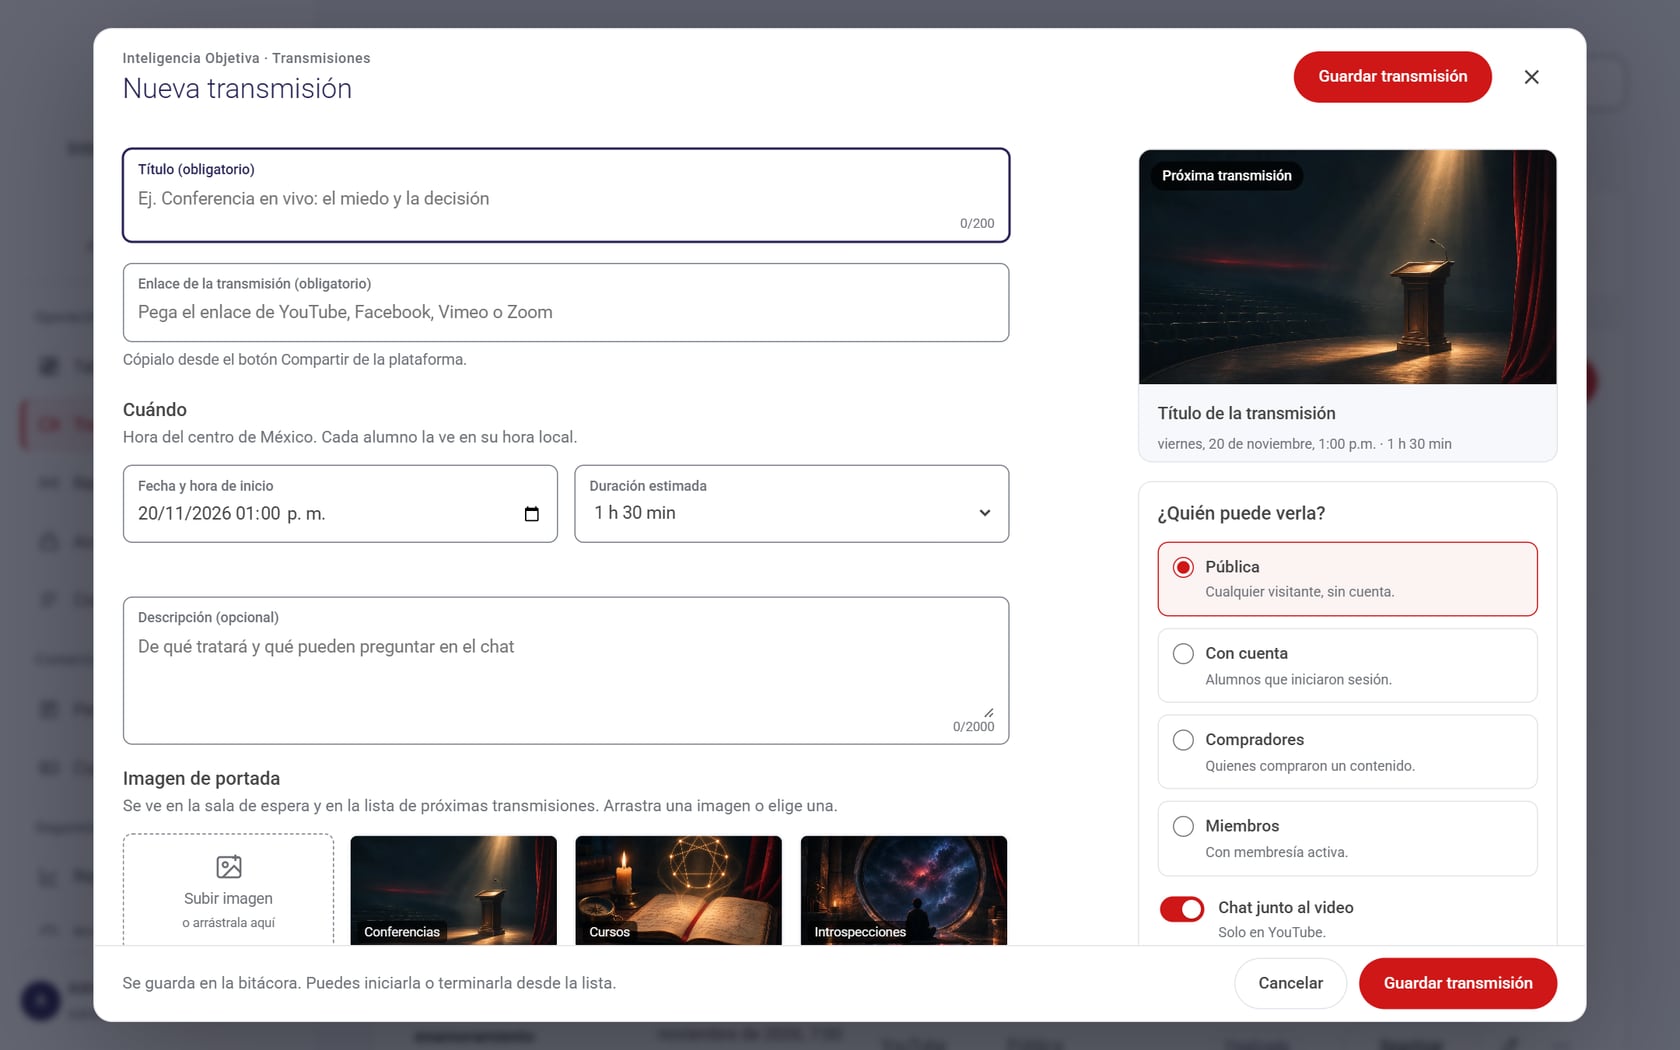 Inteligencia Objetiva · Transmisiones
Nueva transmisión
Guardar transmisión
Título (obligatorio)
Ej. Conferencia en vivo: el miedo y la decisión
0/200
Enlace de la transmisión (obligatorio)
Pega el enlace de YouTube, Facebook, Vimeo o Zoom
Cópialo desde el botón Compartir de la plataforma.
Cuándo
Hora del centro de México. Cada alumno la ve en su hora local.
Fecha y hora de inicio
20/11/2026 01:00 p. m.
Duración estimada
1 h 30 min
Descripción (opcional)
De qué tratará y qué pueden preguntar en el chat
0/2000
Imagen de portada
Se ve en la sala de espera y en la lista de próximas transmisiones. Arrastra una imagen o elige una.
Subir imagen
o arrástrala aquí
Conferencias
Cursos
Introspecciones
Próxima transmisión
Título de la transmisión
viernes, 20 de noviembre, 1:00 p.m. · 1 h 30 min
¿Quién puede verla?
Pública
Cualquier visitante, sin cuenta.
Con cuenta
Alumnos que iniciaron sesión.
Compradores
Quienes compraron un contenido.
Miembros
Con membresía activa.
Chat junto al video
Solo en YouTube.
Se guarda en la bitácora. Puedes iniciarla o terminarla desde la lista.
Cancelar
Guardar transmisión